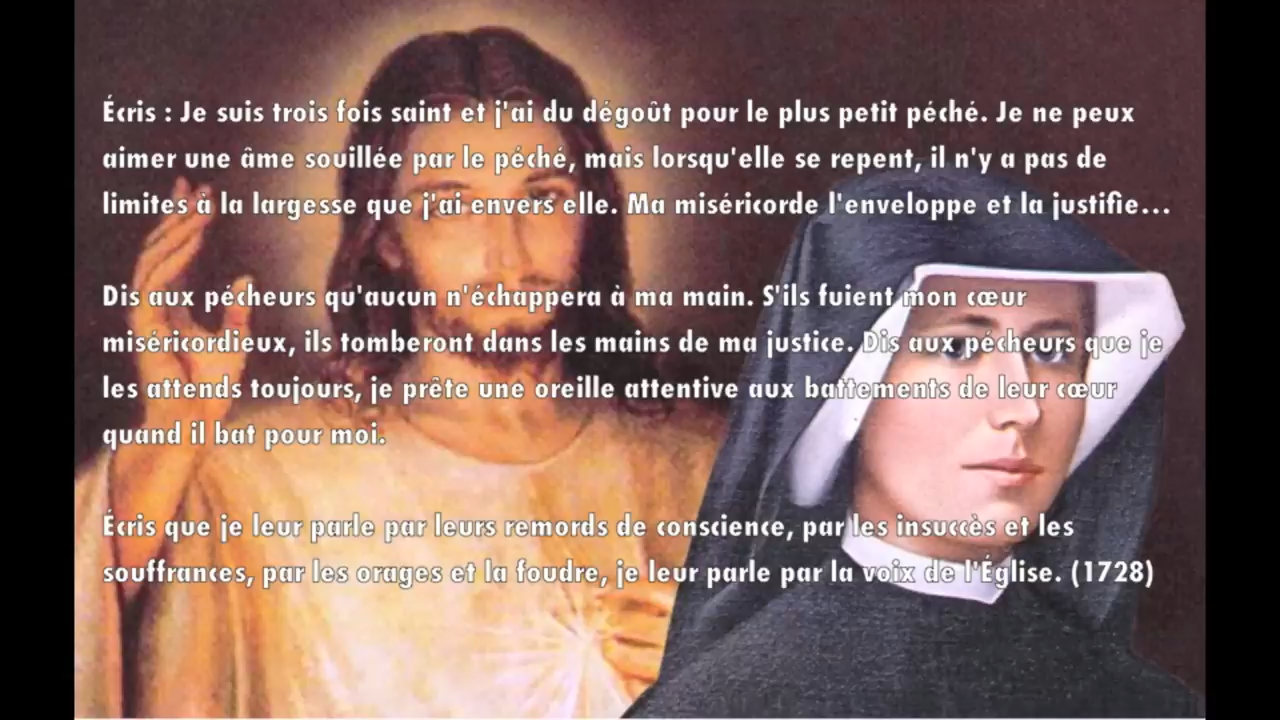 Écris : Je suis trois fois saint et j'ai du dégoût pour le plus petit péché. Je ne peux
aimer une âme souillée par le péché, mais lorsqu'elle se repent, il n'y a pas de
limites à la largesse que j'ai envers elle. Ma miséricorde l'enveloppe et la justifie...
Dis aux pécheurs qu'aucun n'échappera à ma main. S'ils fuient mon cœur
miséricordieux, ils tomberont dans les mains de ma justice. Dis aux pécheurs que je
les attends toujours, je prête une oreille attentive aux battements de leur cœur
quand il bat pour moi.
Écris que je leur parle par leurs remords de conscience, par les insuccès et les
souffrances, par les orages et la foudre, je leur parle par la voix de l'Église. (1728)